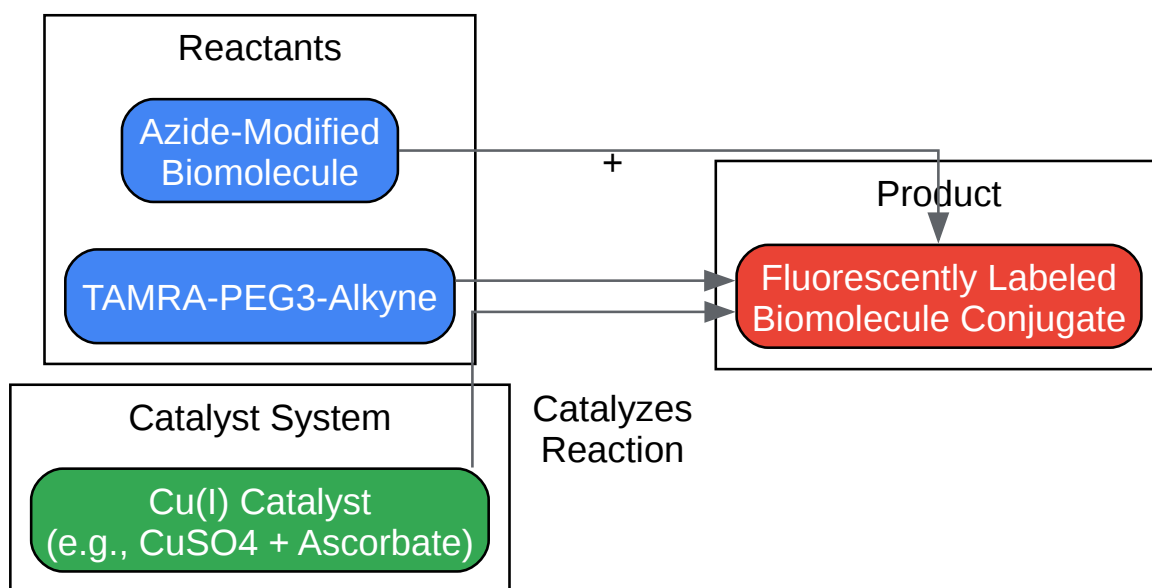 Reactants
Azide-Modified
Biomolecule
+
TAMRA-PEG3-Alkyne
Product
Fluorescently Labeled
Biomolecule Conjugate
Catalyst System
Catalyzes
Reaction
Cu(I) Catalyst
(e.g., CuSO4 + Ascorbate)